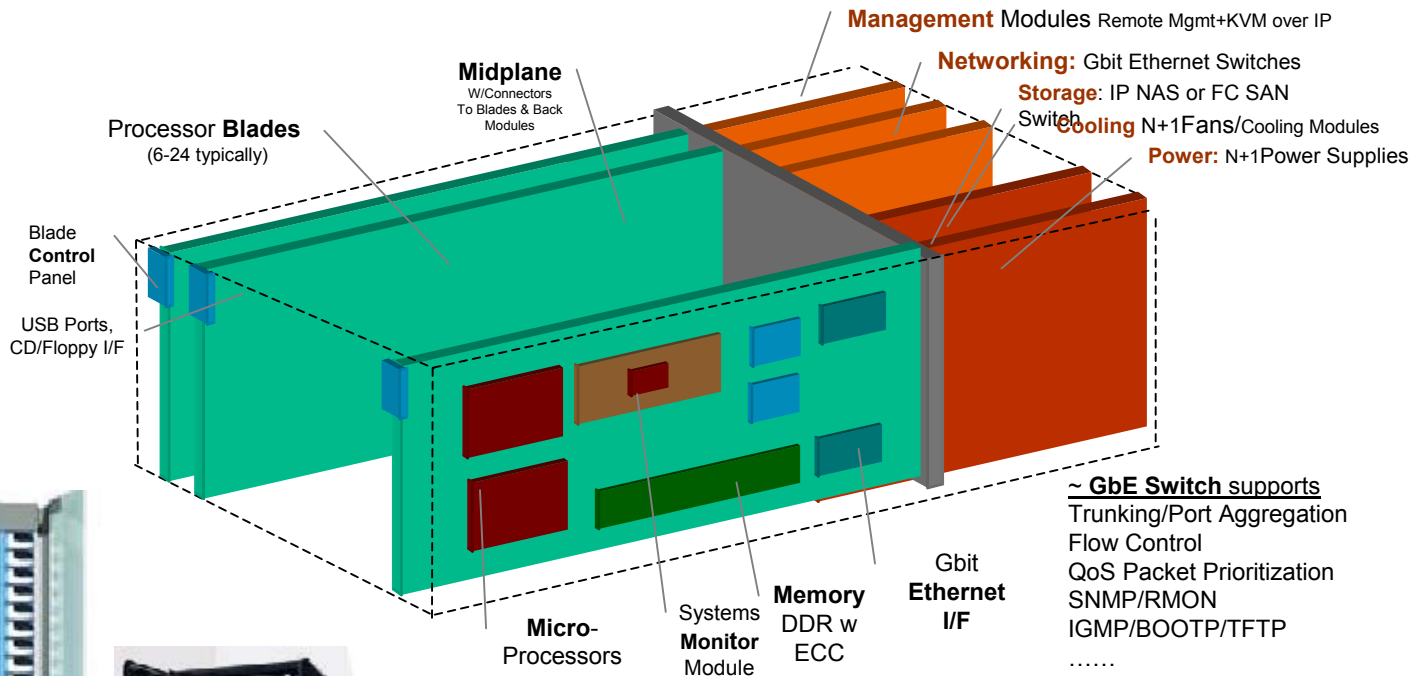 Management Modules Remote Mgmt+KVM over IP
Networking: Gbit Ethernet Switches
Storage: IP NAS or FC SAN
Switch
Cooling N+1Fans/Cooling Modules
Power: N+1Power Supplies
Midplane
W/Connectors
To Blades & Back
Modules
Processor Blades
(6-24 typically)
Blade
Control
Panel
USB Ports,
CD/Floppy I/F
Micro-
Processors
Systems
Monitor
Module
Memory
DDR w
ECC
Gbit
Ethernet
I/F
~ GbE Switch supports
Trunking/Port Aggregation
Flow Control
QoS Packet Prioritization
SNMP/RMON
IGMP/BOOTP/TFTP
……